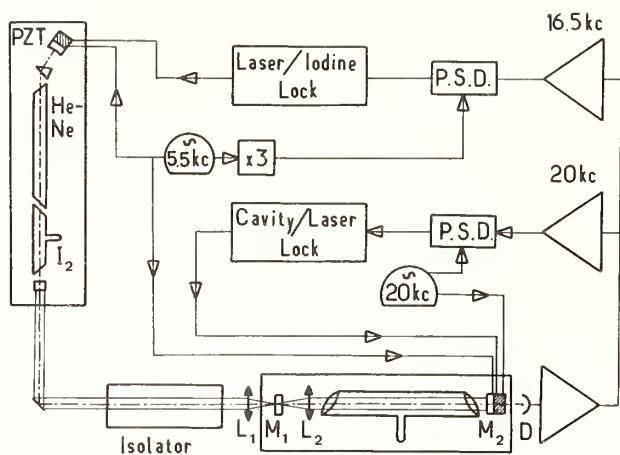 PZT
He-
Ne
I₂
Laser/Iodine
Lock
P.S.D.
16.5kc
~
5.5kc
x3
20kc
Cavity/Laser
Lock
P.S.D.
~
20kc
Isolator
L₁
M₁
L₂
M₂
D